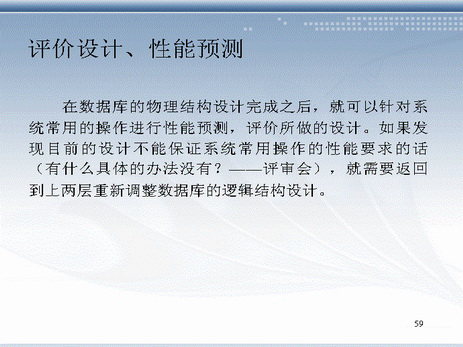 评价设计、性能预测
在数据库的物理结构设计完成之后，就可以针对系
统常用的操作进行性能预测，评价所做的设计。如果发
现目前的设计不能保证系统常用操作的性能要求的话
（有什么具体的办法没有？——评审会），就需要返回
到上两层重新调整数据库的逻辑结构设计。
59